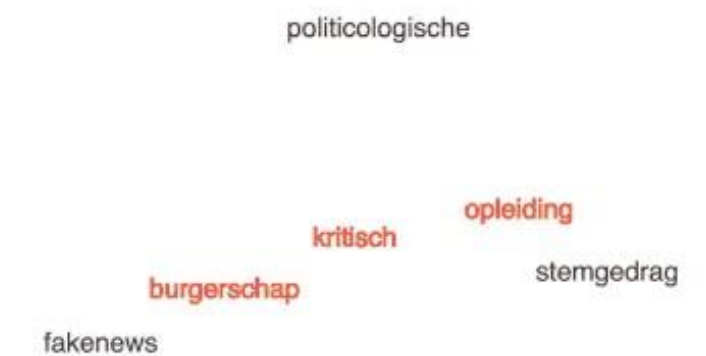 politicologische
opleiding
kritisch
stemgedrag
burgerschap
fakenews